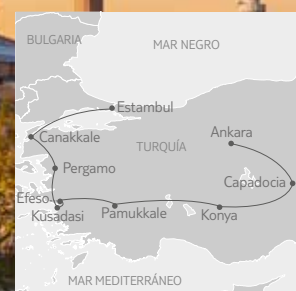 BULGARIA
MAR NEGRO
Estambul
Canakkale
Ankara
TURQUÍA
Pergamo
Capadocia
Efeso
Kusadasi
Pamukkale
Konya
MAR MEDITERRÁNEO